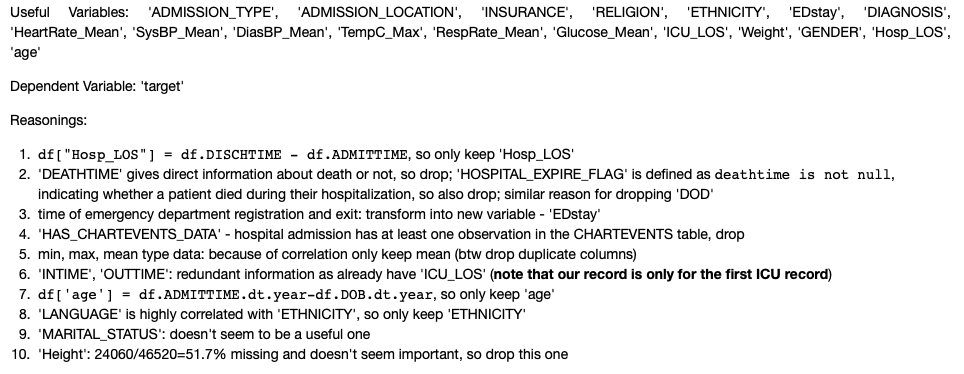 Useful Variables: 'ADMISSION_TYPE', 'ADMISSION_LOCATION', 'INSURANCE', 'RELIGION', 'ETHNICITY', 'EDstay', 'DIAGNOSIS',
'HeartRate_Mean', 'SysBP_Mean', 'DiasBP_Mean', 'TempC_Max', 'RespRate_Mean', 'Glucose_Mean', 'ICU_LOS', 'Weight', 'GENDER', 'Hosp_LOS',
'age'
Dependent Variable: 'target'
Reasonings:
1. df["Hosp_LOS"] = df.DISCHTIME - df.ADMITTIME, so only keep 'Hosp_LOS'
2. 'DEATHTIME' gives direct information about death or not, so drop; 'HOSPITAL_EXPIRE_FLAG' is defined as deathtime is not null,
indicating whether a patient died during their hospitalization, so also drop; similar reason for dropping 'DOD'
3. time of emergency department registration and exit: transform into new variable - 'EDstay'
4. 'HAS_CHARTEVENTS_DATA' - hospital admission has at least one observation in the CHARTEVENTS table, drop
5. min, max, mean type data: because of correlation only keep mean (btw drop duplicate columns)
6. 'INTIME', 'OUTTIME': redundant information as already have 'ICU_LOS' (note that our record is only for the first ICU record)
7. df['age'] = df.ADMITTIME.dt.year-df.DOB.dt.year, so only keep 'age'
8. 'LANGUAGE' is highly correlated with 'ETHNICITY', so only keep 'ETHNICITY'
9. 'MARITAL_STATUS': doesn't seem to be a useful one
10. 'Height': 24060/46520=51.7% missing and doesn't seem important, so drop this one